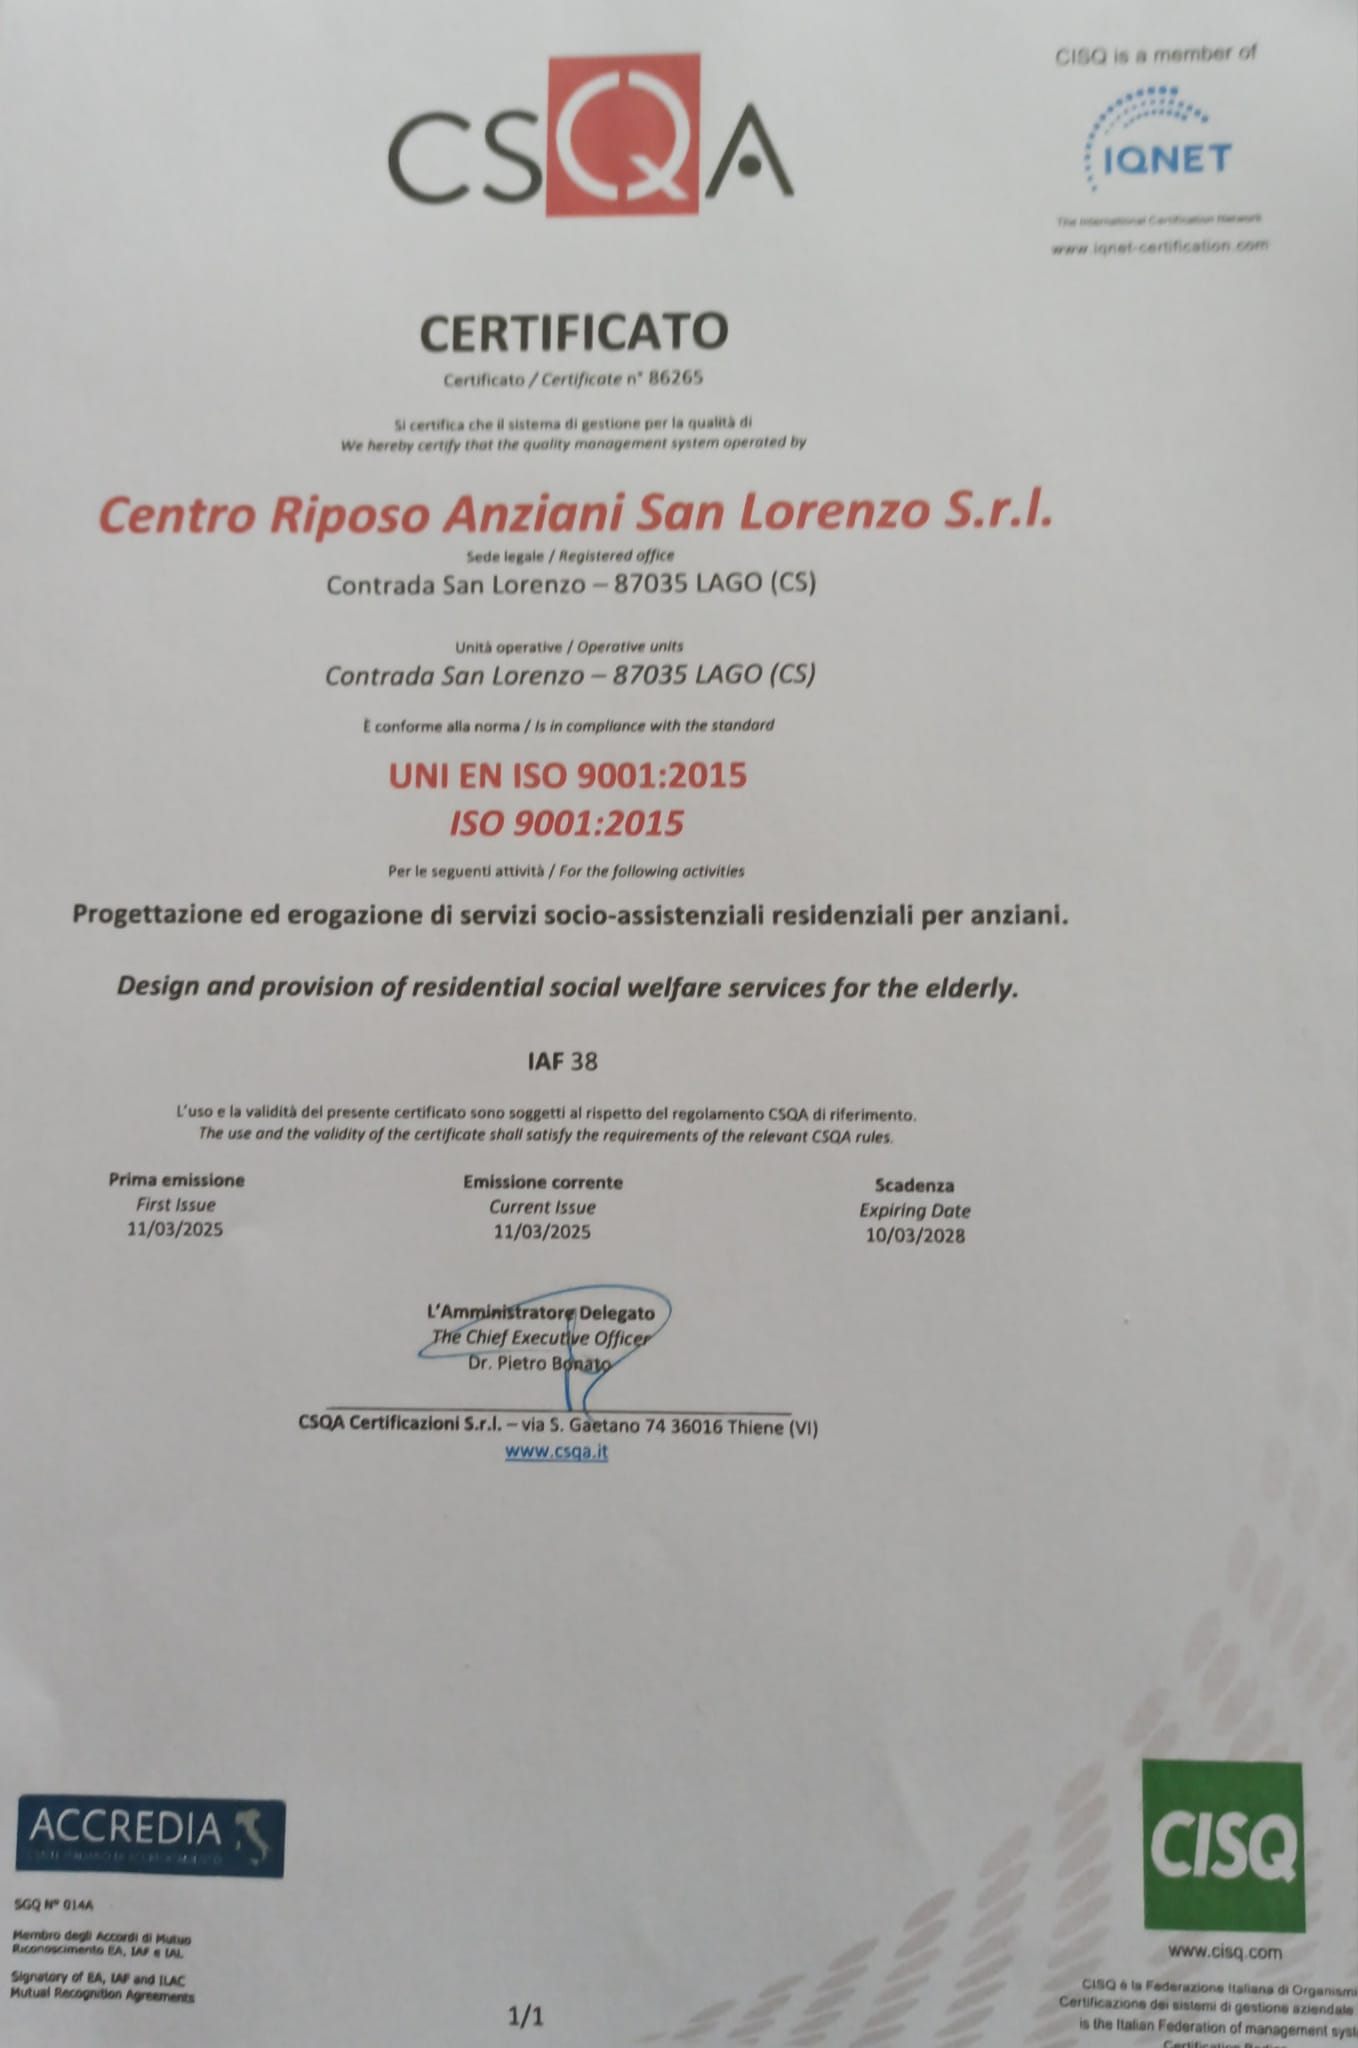 CSQA
CISQ is a member of
IQNET
The International Certification Network
www.iqnet-certification.com
CERTIFICATO
Certificato / Certificate n° 86265
Si certifica che il sistema di gestione per la qualità di
We hereby certify that the quality management system operated by
Centro Riposo Anziani San Lorenzo S.r.l.
Sede legale / Registered office
Contrada San Lorenzo – 87035 LAGO (CS)
Unità operative / Operative units
Contrada San Lorenzo – 87035 LAGO (CS)
È conforme alla norma / Is in compliance with the standard
UNI EN ISO 9001:2015
ISO 9001:2015
Per le seguenti attività / For the following activities
Progettazione ed erogazione di servizi socio-assistenziali residenziali per anziani.
Design and provision of residential social welfare services for the elderly.
IAF 38
L'uso e la validità del presente certificato sono soggetti al rispetto del regolamento CSQA di riferimento.
The use and the validity of the certificate shall satisfy the requirements of the relevant CSQA rules.
Prima emissione
First Issue
11/03/2025
Emissione corrente
Current Issue
11/03/2025
Scadenza
Expiring Date
10/03/2028
L'Amministratore Delegato
The Chief Executive Officer
Dr. Pietro Bonato
CSQA Certificazioni S.r.l. – via S. Gaetano 74 36016 Thiene (VI)
www.csqa.it
ACCREDIA
SGQ N° 014A
Membro degli Accordi di Mutuo
Riconoscimento EA, IAF e IAL
Signatory of EA, IAF and ILAC
Mutual Recognition Agreements
1/1
CISQ
www.cisq.com
CISQ è la Federazione Italiana di Organismi
Certificazione dei sistemi di gestione aziendale
is the Italian Federation of management syst
Certification